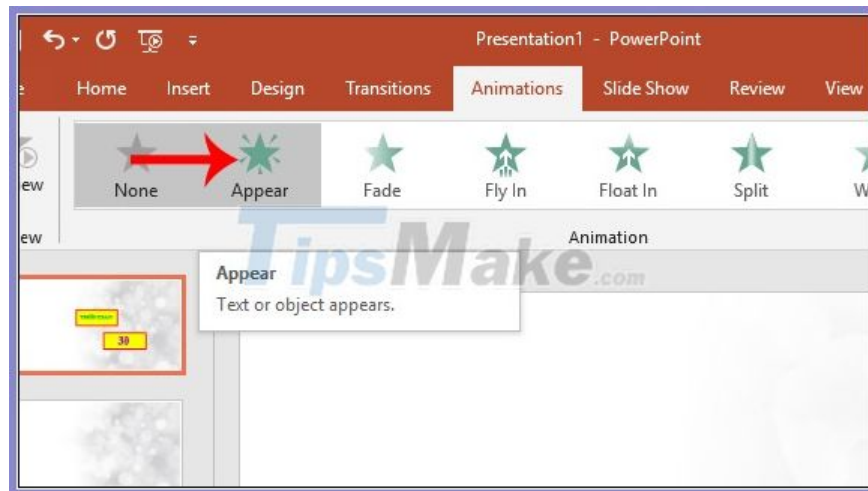 Presentation1 - PowerPoint
Home Insert Design Transitions Animations Slide Show Review View
None Appear Fade Fly In Float In Split
Animation
TipsMake.com
Appear
Text or object appears.
30